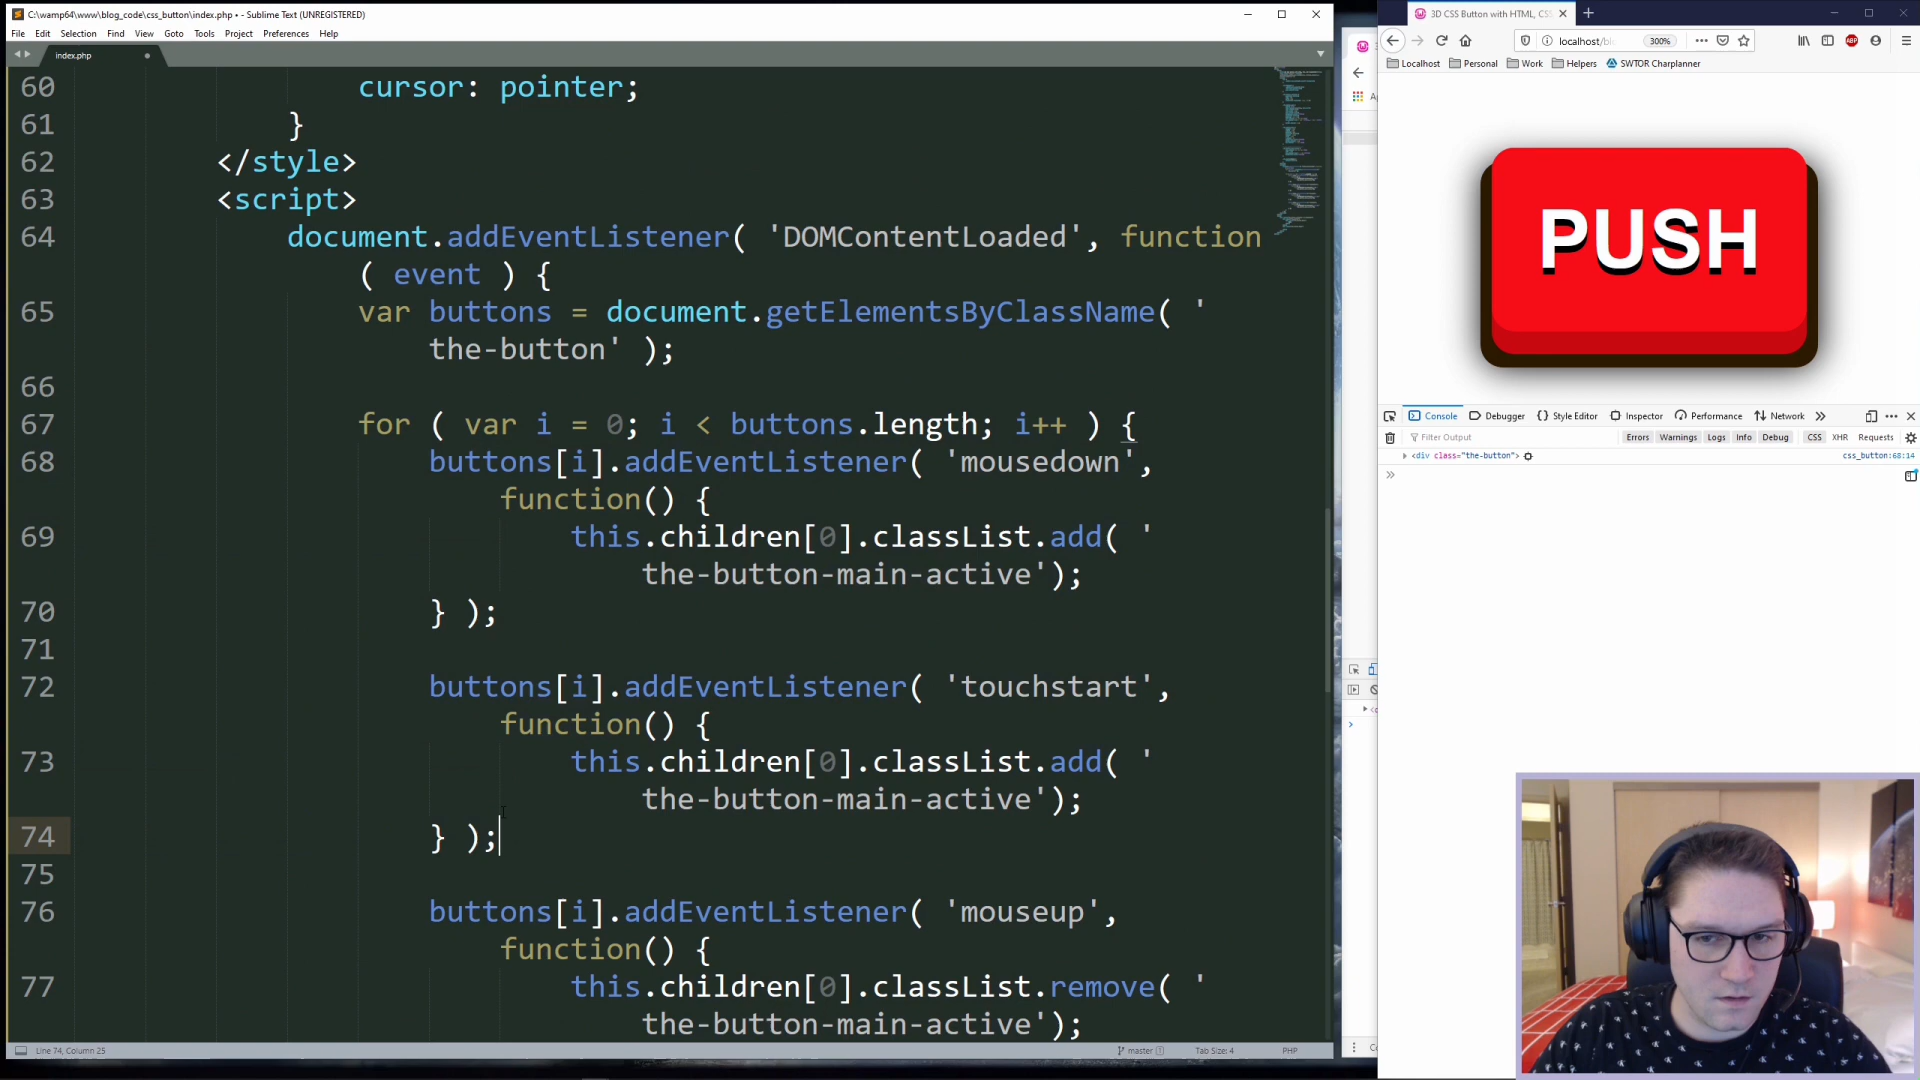 C:\wamp64\www\blog_code\css_button\index.php • - Sublime Text (UNREGISTERED)
File Edit Selection Find View Goto Tools Project Preferences Help
index.php
60 cursor: pointer;
61 }
62 </style>
63 <script>
64 document.addEventListener( 'DOMContentLoaded', function
( event ) {
65 var buttons = document.getElementsByClassName( '
the-button' );
66
67 for ( var i = 0; i < buttons.length; i++ ) {
68 buttons[i].addEventListener( 'mousedown',
function() {
69 this.children[0].classList.add( '
the-button-main-active');
70 } );
71
72 buttons[i].addEventListener( 'touchstart',
function() {
73 this.children[0].classList.add( '
the-button-main-active');
74 } );
75
76 buttons[i].addEventListener( 'mouseup',
function() {
77 this.children[0].classList.remove( '
the-button-main-active');
Line 74, Column 25
master 1
Tab Size: 4
PHP
3D CSS Button with HTML, CSS
localhost/bl
300%
ABP
Localhost Personal Work Helpers SWTOR Charplanner
PUSH
Console Debugger Style Editor Inspector Performance Network
Filter Output
Errors Warnings Logs Info Debug CSS XHR Requests
<div class="the-button">
css_button:68:14